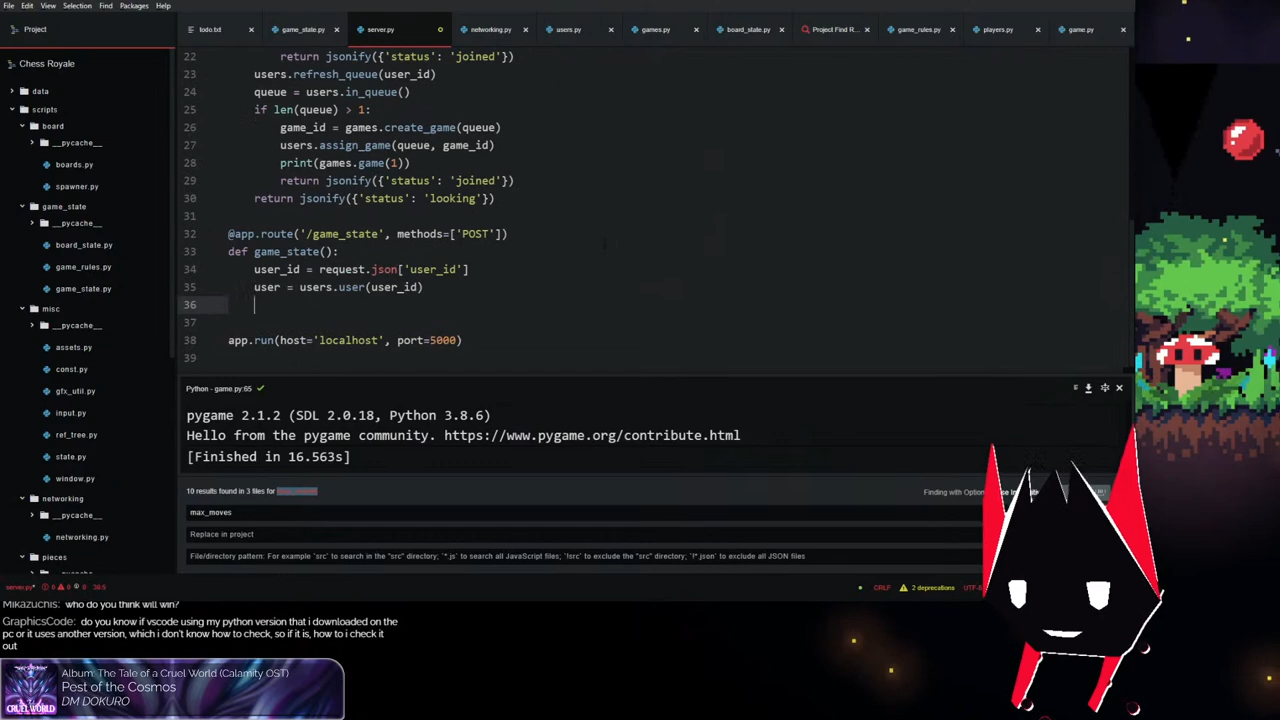 File Edit View Selection Find Packages Help
Project
todo.txt game_state.py server.py networking.py users.py games.py board_state.py Project Find R... game_rules.py players.py game.py
Chess Royale
data
scripts
board
__pycache__
boards.py
spawner.py
game_state
__pycache__
board_state.py
game_rules.py
game_state.py
misc
__pycache__
assets.py
const.py
gfx_util.py
input.py
ref_tree.py
state.py
window.py
networking
__pycache__
networking.py
pieces
22 return jsonify({'status': 'joined'})
23 users.refresh_queue(user_id)
24 queue = users.in_queue()
25 if len(queue) > 1:
26 game_id = games.create_game(queue)
27 users.assign_game(queue, game_id)
28 print(games.game(1))
29 return jsonify({'status': 'joined'})
30 return jsonify({'status': 'looking'})
31
32 @app.route('/game_state', methods=['POST'])
33 def game_state():
34 user_id = request.json['user_id']
35 user = users.user(user_id)
36
37
38 app.run(host='localhost', port=5000)
39
Python - game.py:65
pygame 2.1.2 (SDL 2.0.18, Python 3.8.6)
Hello from the pygame community. https://www.pygame.org/contribute.html
[Finished in 16.563s]
10 results found in 3 files for
Finding with Option
max_moves
Replace in project
File/directory pattern: For example 'src' to search in the "src" directory; '*.js' to search all JavaScript files; '!src' to exclude the "src" directory; '!*.json' to exclude all JSON files
server.py* 0 0 0 36:5
CRLF 2 deprecations UTF-8
Mikazuchis: who do you think will win?
GraphicsCode: do you know if vscode using my python version that i downloaded on the
pc or it uses another version, which i don't know how to check, so if it is, how to i check it
out
Album: The Tale of a Cruel World (Calamity OST)
Pest of the Cosmos
DM DOKURO
CRUEL WORLD